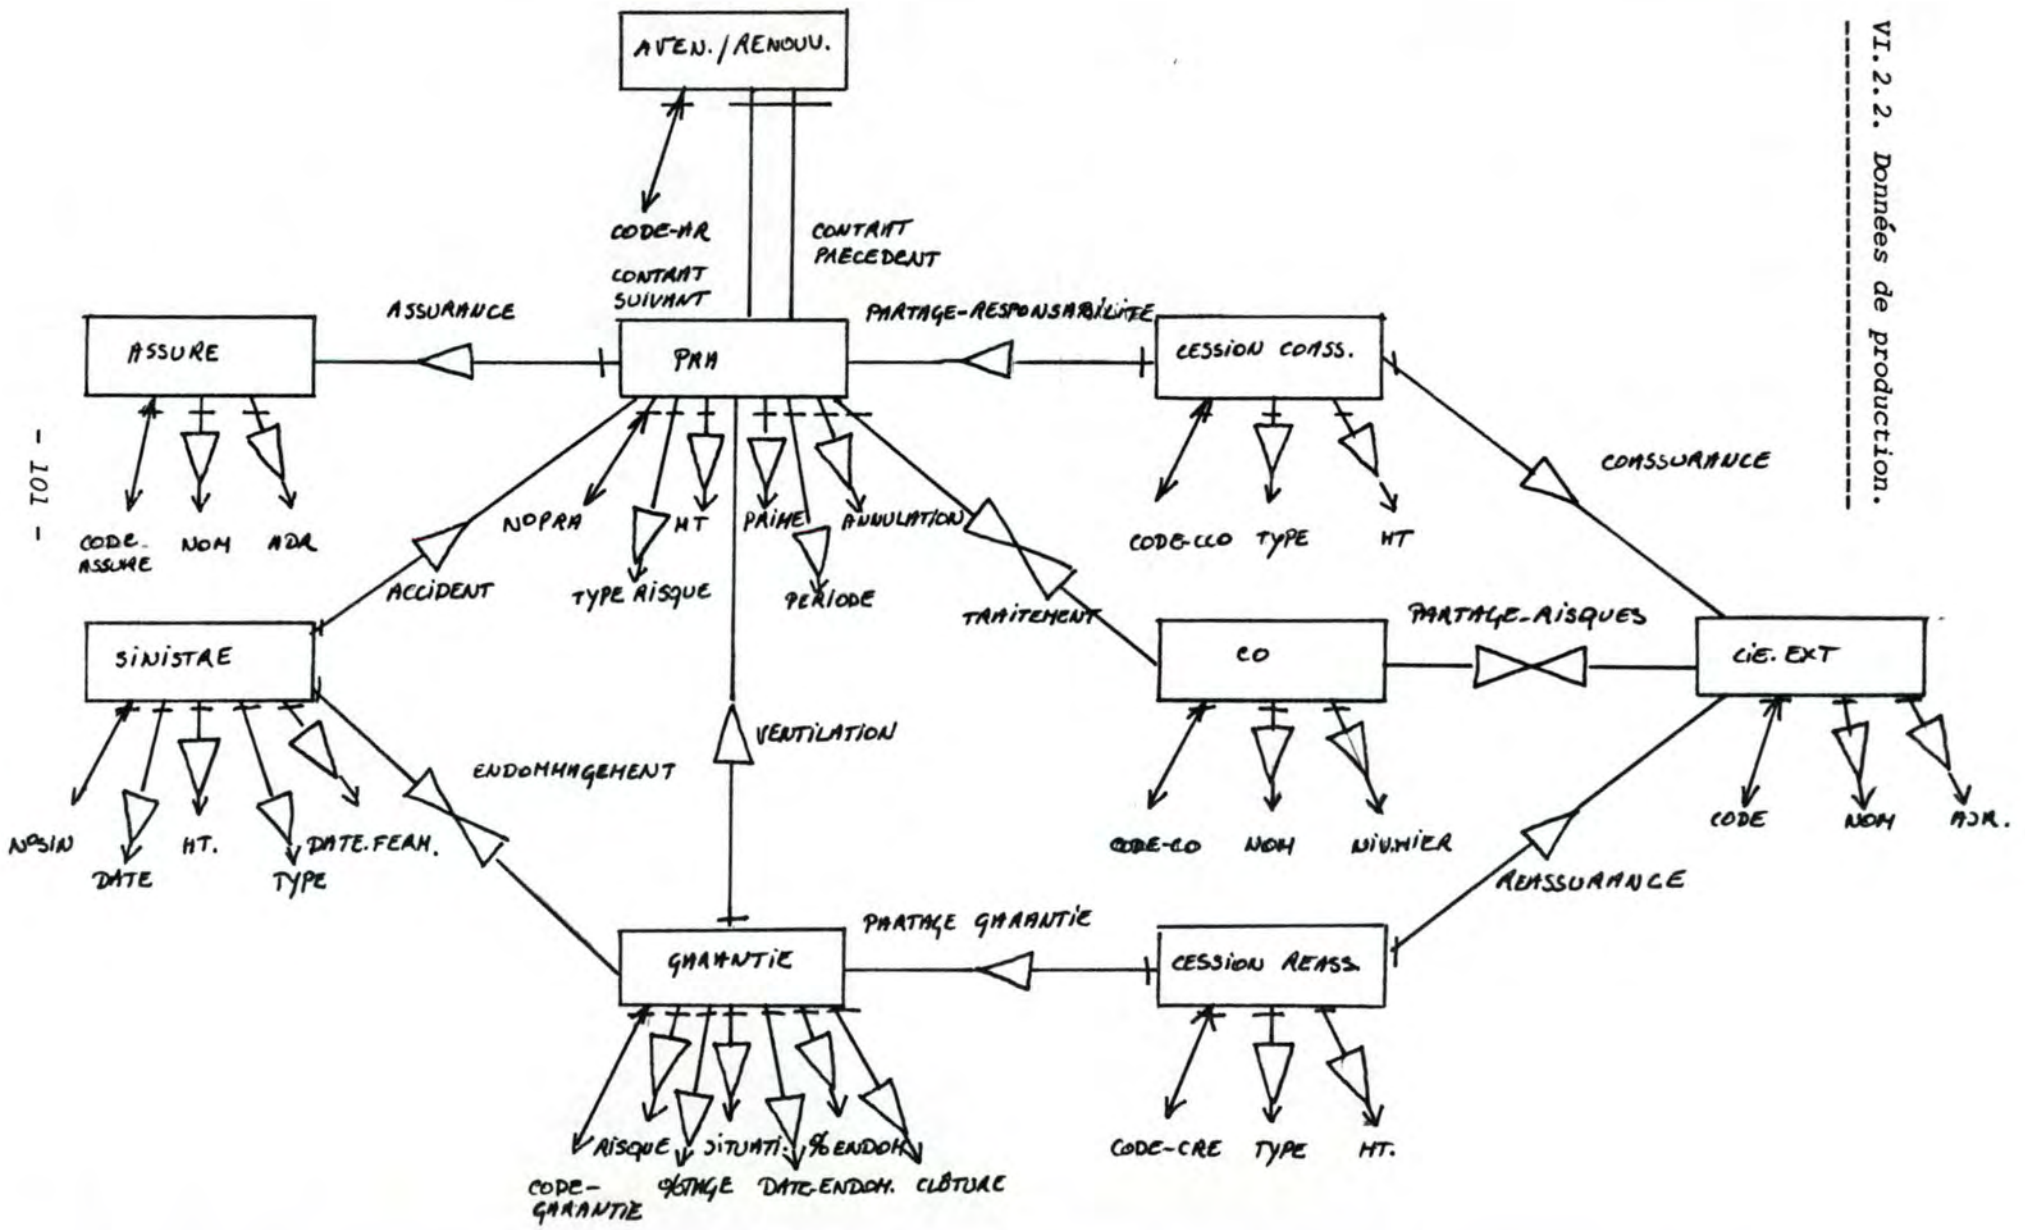 VI.2.2. Données de production.
- 101 -
AVEN./RENOUV.
CODE-AR
CONTRAT
PRECEDENT
CONTRAT
SUIVANT
ASSURANCE
PARTAGE-RESPONSABILITE
ASSURE
PRA
CESSION COASS.
COASSURANCE
CODE-
ASSURE
NOM
ADR
NOPRA
MT
PRIME
ANNULATION
TYPE RISQUE
PERIODE
CODE-CCO
TYPE
MT
ACCIDENT
TRAITEMENT
PARTAGE-RISQUES
SINISTRE
CO
CIE.EXT
ENDOMMAGEMENT
VENTILATION
NOSIN
DATE
MT.
TYPE
DATE.FERM.
CODE-CO
NOM
NIV.HIER
CODE
NOM
ADR.
REASSURANCE
PARTAGE GARANTIE
GARANTIE
CESSION REASS.
RISQUE
SITUATI.
%ENDOM
CODE-
GARANTIE
%TAGE
DATE-ENDOM.
CLÔTURE
CODE-CRE
TYPE
MT.